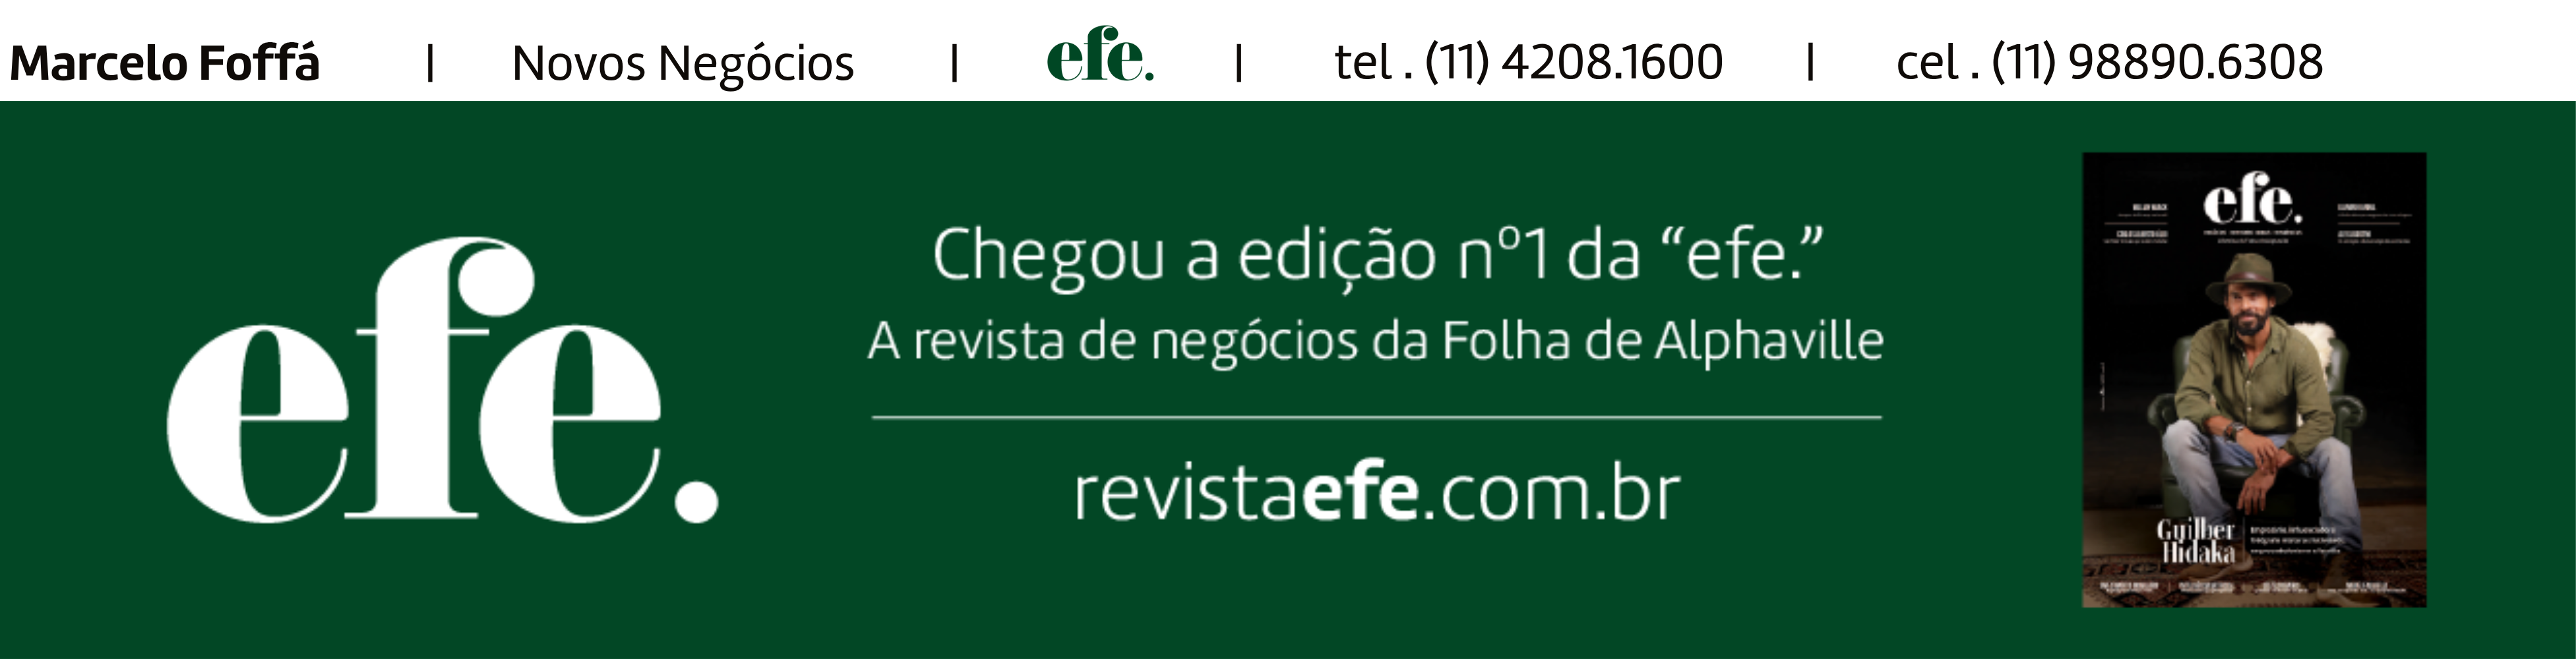 Marcelo Foffá | Novos Negócios | efe. | tel . (11) 4208.1600 | cel . (11) 98890.6308
efe.
Chegou a edição nº1 da “efe.”
A revista de negócios da Folha de Alphaville
revistaefe.com.br
efe.
Guilher
Hidaka